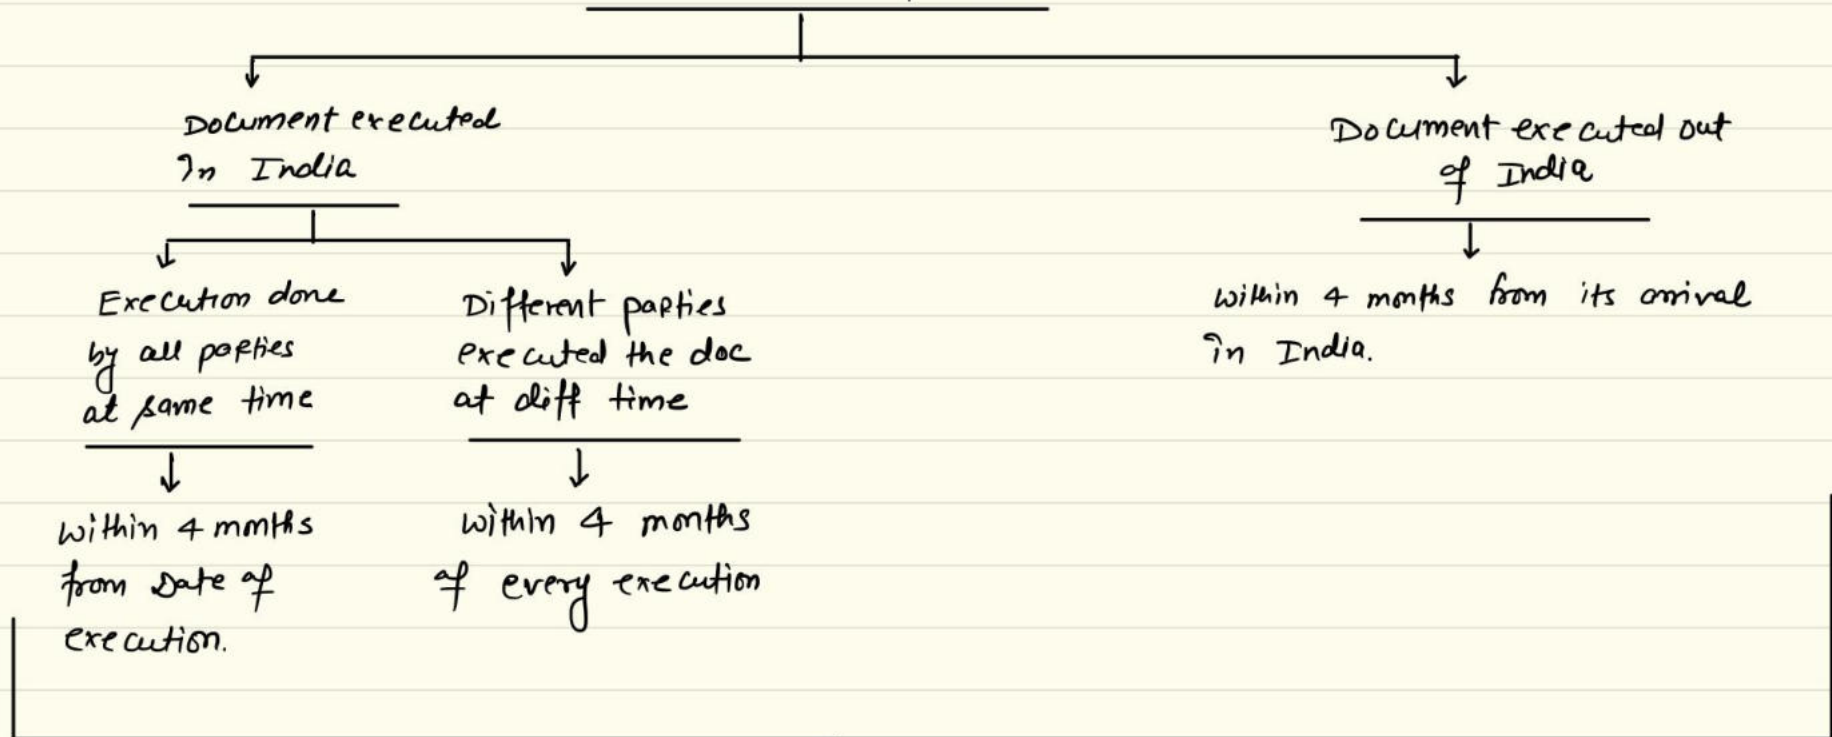 Document executed
In India
Document executed out
of India
Execution done
by all parties
at same time
Different parties
executed the doc
at diff time
within 4 months from its arrival
in India.
within 4 months
from Date of
execution.
within 4 months
of every execution